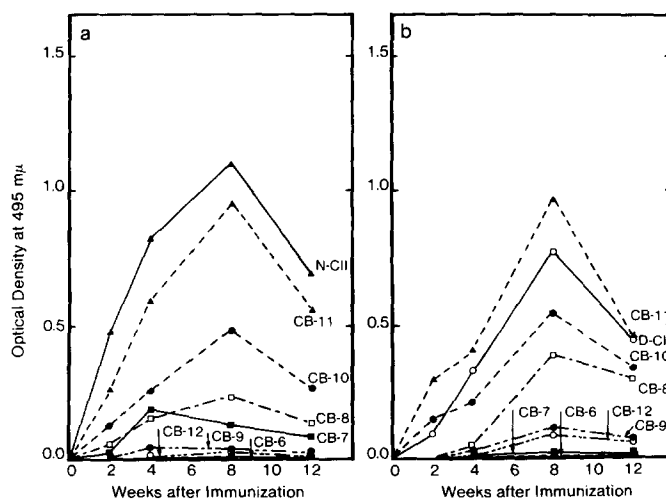 a
b
1.5
1.0
0.5
0.0
Optical Density at 495 mμ
N-CII
CB-11
CB-10
CB-8
CB-7
CB-12
CB-9
CB-6
0 2 4 6 8 10 12
Weeks after Immunization
1.5
1.0
0.5
0.0
CB-11
D-CI
CB-10
CB-8
CB-7
CB-6
CB-12
CB-9
0 2 4 6 8 10 12
Weeks after Immunization